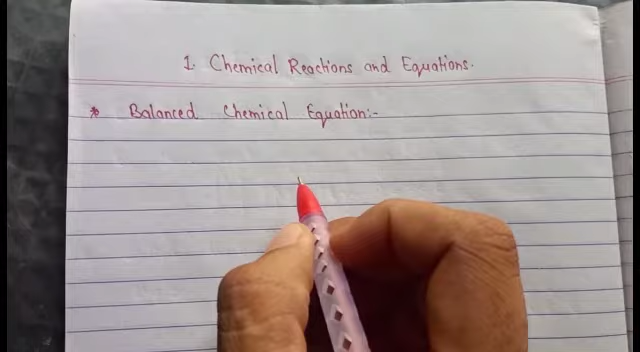 1. Chemical Reactions and Equations.
* Balanced Chemical Equation:-